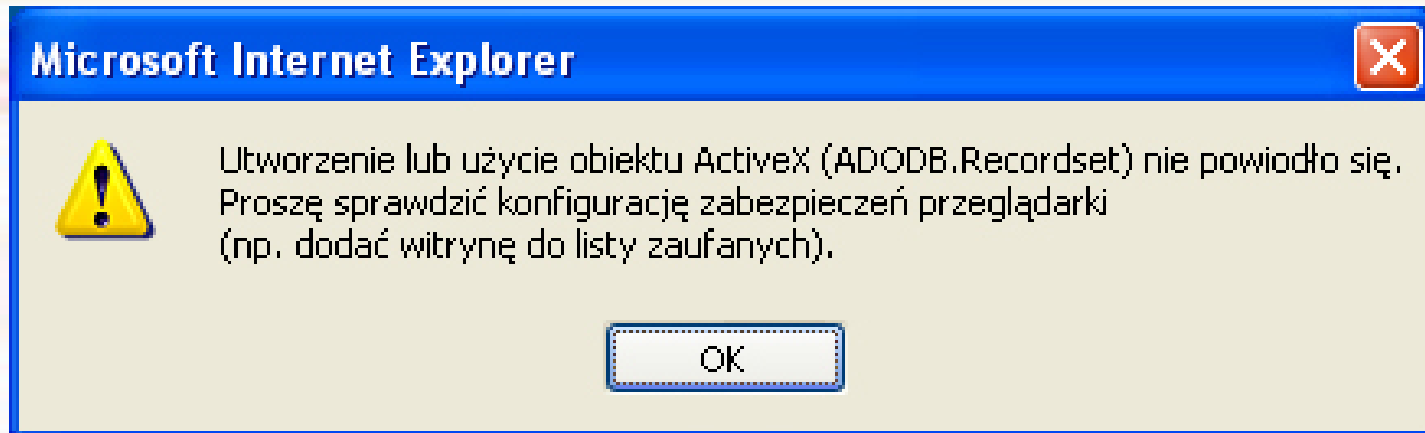 Microsoft Internet Explorer
Utworzenie lub użycie obiektu ActiveX (ADODB.Recordset) nie powiodło się.
Proszę sprawdzić konfigurację zabezpieczeń przeglądarki
(np. dodać witrynę do listy zaufanych).
OK